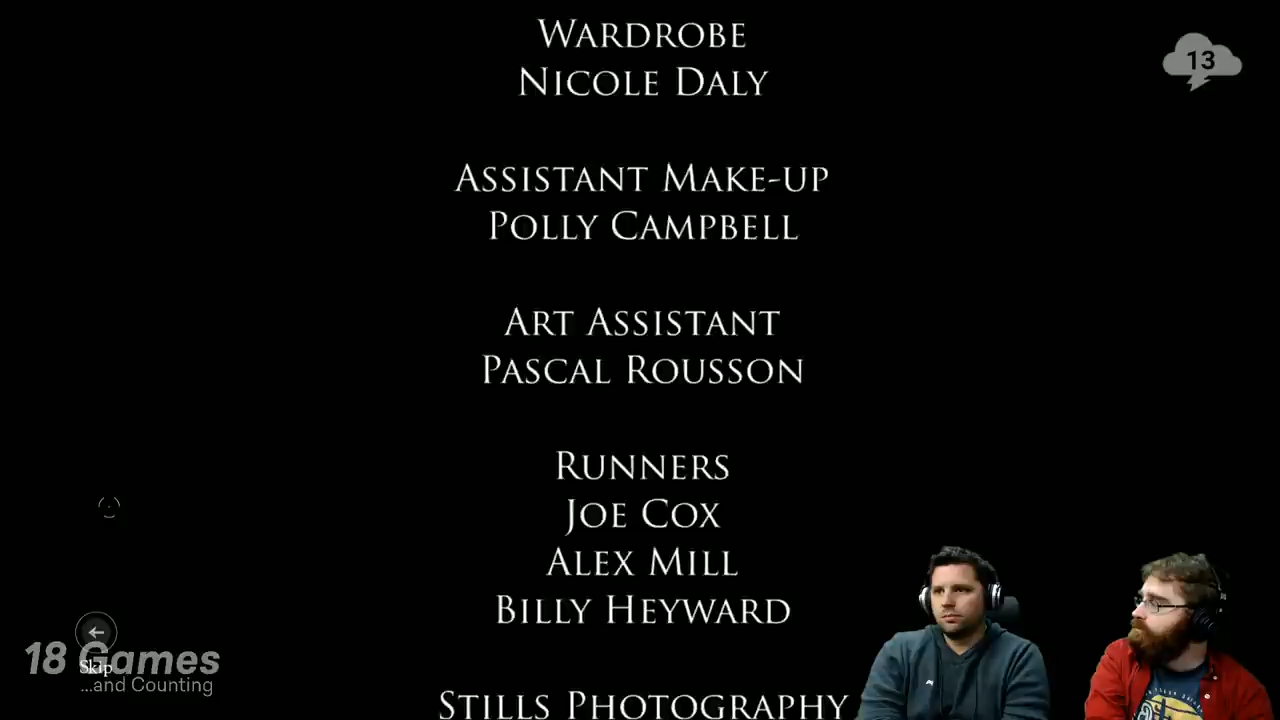 WARDROBE
NICOLE DALY
13
ASSISTANT MAKE-UP
POLLY CAMPBELL
ART ASSISTANT
PASCAL ROUSSON
RUNNERS
JOE COX
ALEX MILL
BILLY HEYWARD
18 Games
Skip
...and Counting
STILLS PHOTOGRAPHY